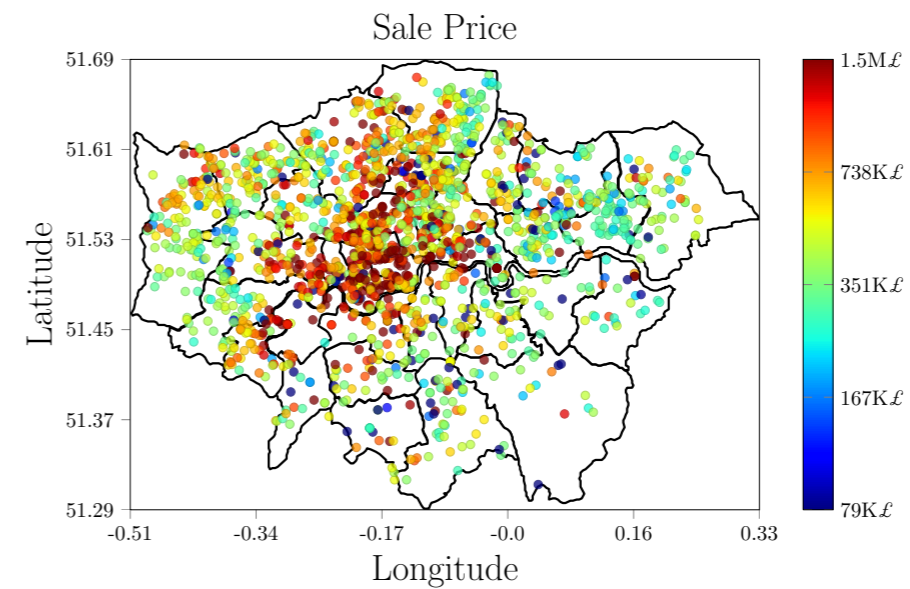 Sale Price
51.69
51.61
51.53
51.45
51.37
51.29
Latitude
-0.51
-0.34
-0.17
-0.0
0.16
0.33
Longitude
1.5M£
738K£
351K£
167K£
79K£